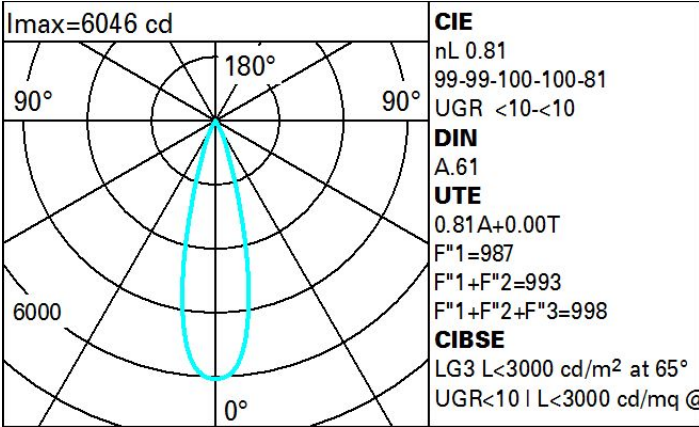 Imax=6046 cd
180°
90°
90°
6000
0°
CIE
nL 0.81
99-99-100-100-81
UGR <10-<10
DIN
A.61
UTE
0.81A+0.00T
F"1=987
F"1+F"2=993
F"1+F"2+F"3=998
CIBSE
LG3 L<3000 cd/m² at 65°
UGR<10 | L<3000 cd/mq @